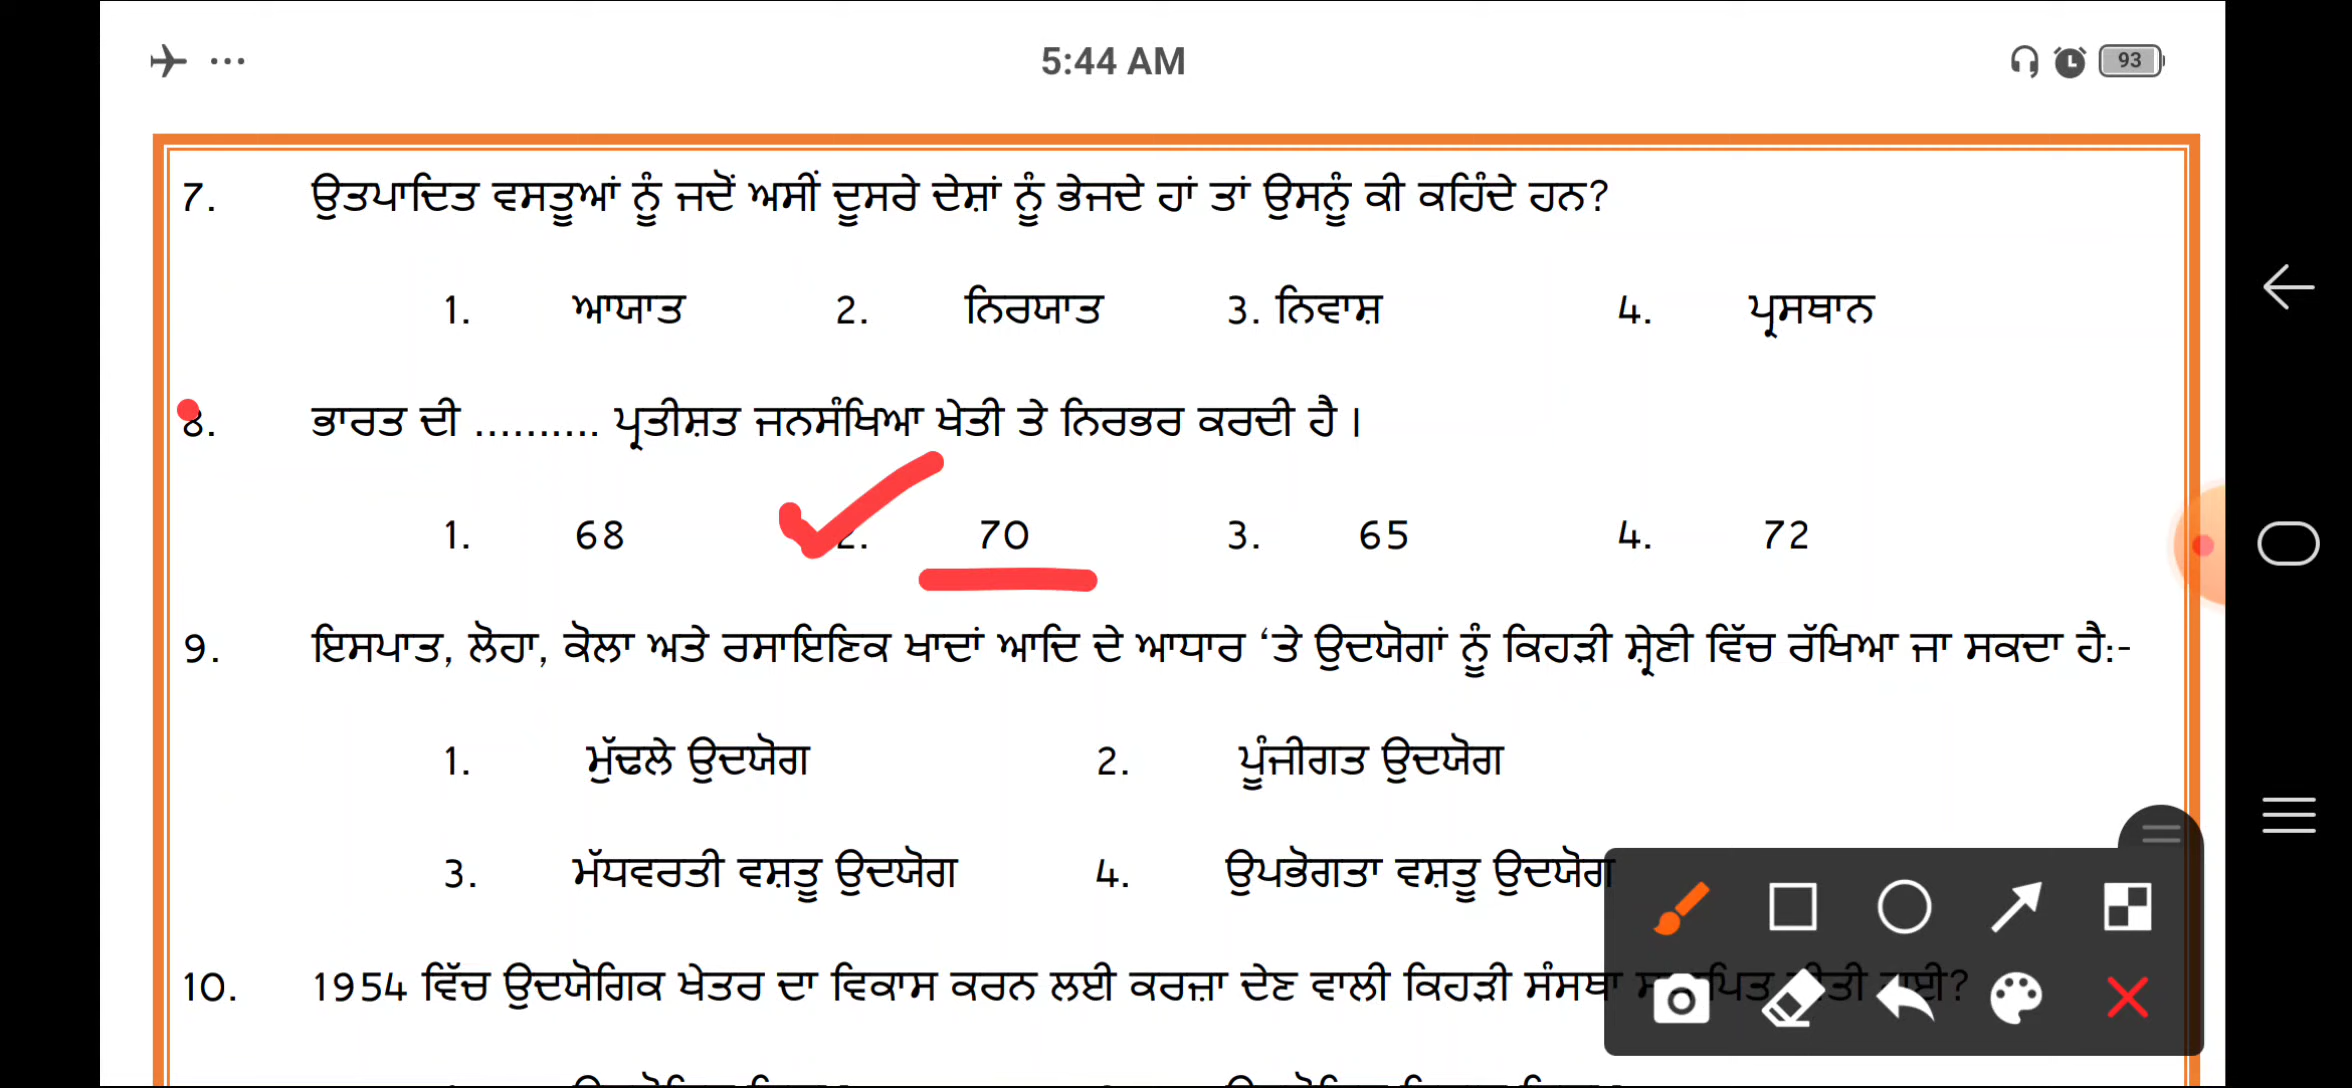 5:44 AM
93
7. ਉਤਪਾਦਿਤ ਵਸਤੂਆਂ ਨੂੰ ਜਦੋਂ ਅਸੀਂ ਦੂਸਰੇ ਦੇਸ਼ਾਂ ਨੂੰ ਭੇਜਦੇ ਹਾਂ ਤਾਂ ਉਸਨੂੰ ਕੀ ਕਹਿੰਦੇ ਹਨ?
1. ਆਯਾਤ 2. ਨਿਰਯਾਤ 3. ਨਿਵਾਸ਼ 4. ਪ੍ਰਸਥਾਨ
8. ਭਾਰਤ ਦੀ .......... ਪ੍ਰਤੀਸ਼ਤ ਜਨਸੰਖਿਆ ਖੇਤੀ ਤੇ ਨਿਰਭਰ ਕਰਦੀ ਹੈ।
1. 68 2. 70 3. 65 4. 72
9. ਇਸਪਾਤ, ਲੋਹਾ, ਕੋਲਾ ਅਤੇ ਰਸਾਇਣਿਕ ਖਾਦਾਂ ਆਦਿ ਦੇ ਆਧਾਰ ‘ਤੇ ਉਦਯੋਗਾਂ ਨੂੰ ਕਿਹੜੀ ਸ਼੍ਰੇਣੀ ਵਿੱਚ ਰੱਖਿਆ ਜਾ ਸਕਦਾ ਹੈ:-
1. ਮੁੱਢਲੇ ਉਦਯੋਗ 2. ਪੂੰਜੀਗਤ ਉਦਯੋਗ
3. ਮੱਧਵਰਤੀ ਵਸ਼ਤੂ ਉਦਯੋਗ 4. ਉਪਭੋਗਤਾ ਵਸ਼ਤੂ ਉਦਯੋਗ
10. 1954 ਵਿੱਚ ਉਦਯੋਗਿਕ ਖੇਤਰ ਦਾ ਵਿਕਾਸ ਕਰਨ ਲਈ ਕਰਜ਼ਾ ਦੇਣ ਵਾਲੀ ਕਿਹੜੀ ਸੰਸਥਾ